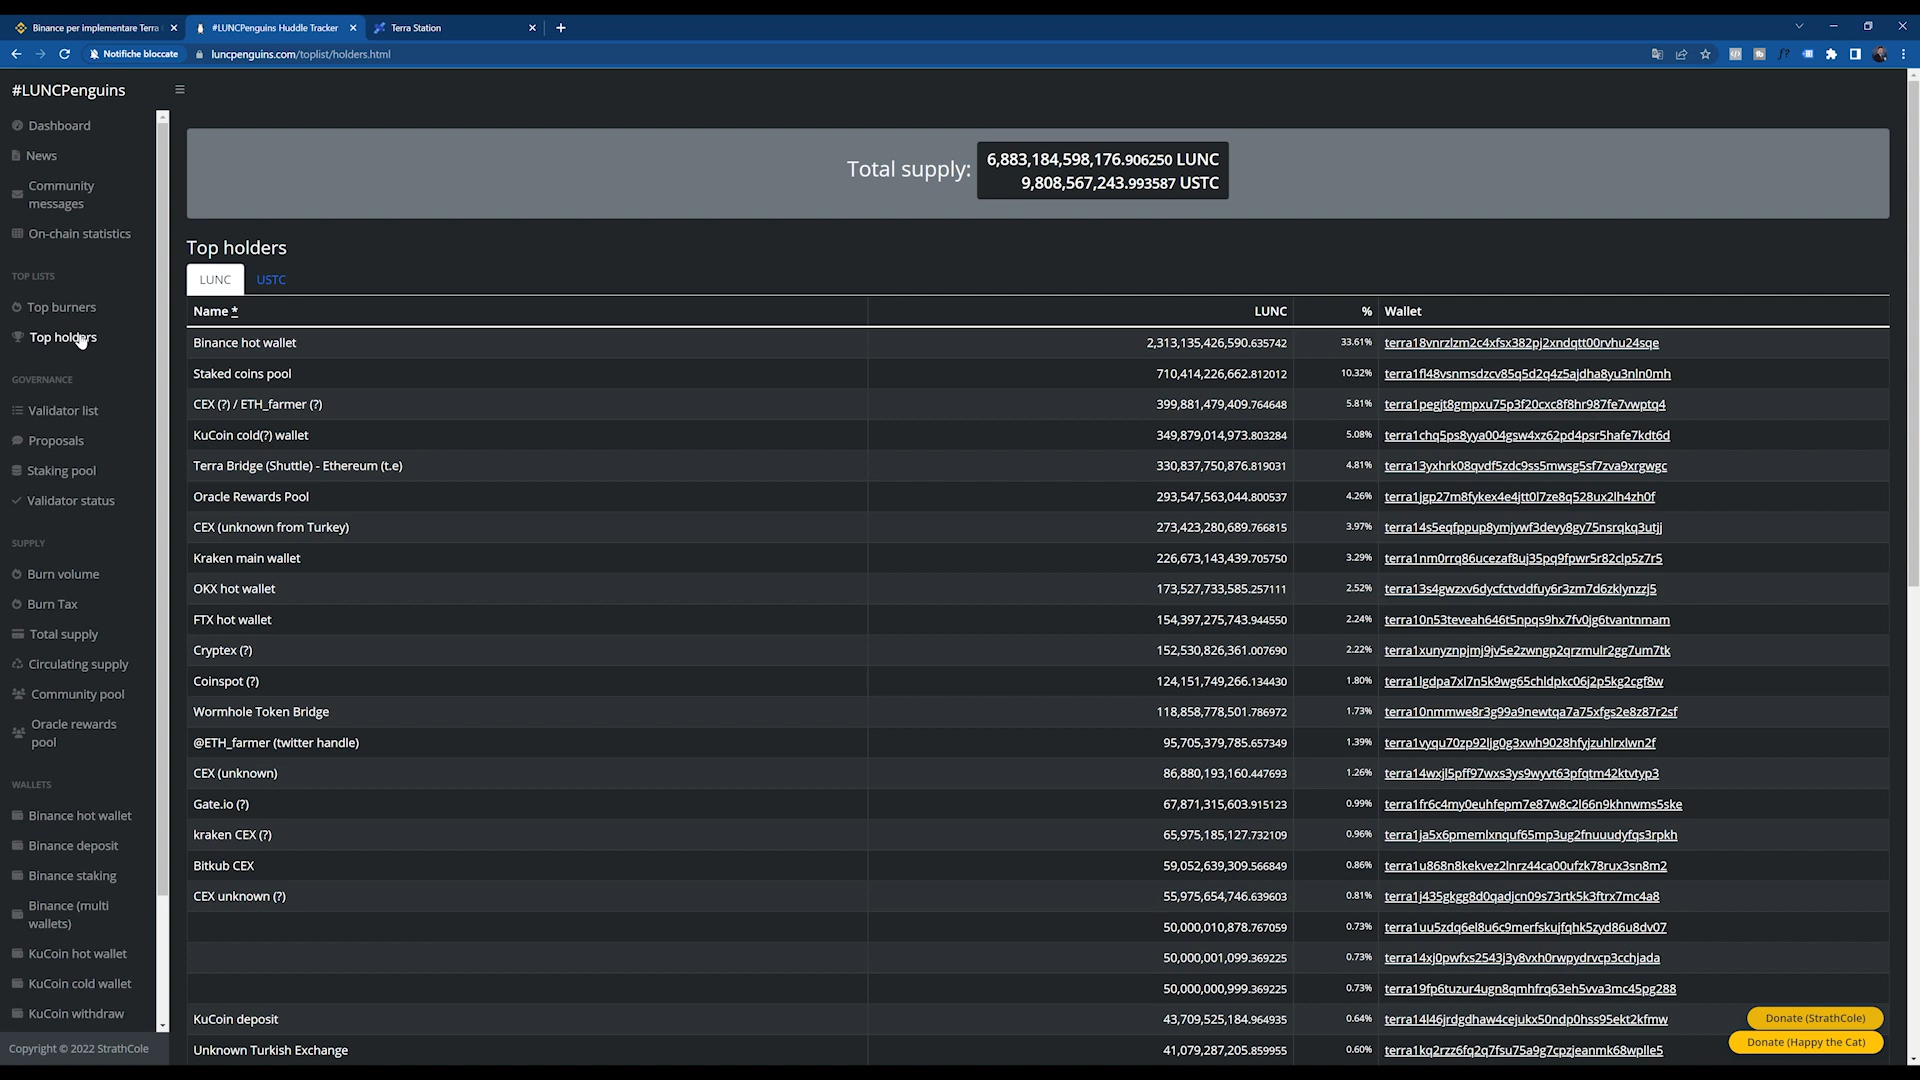 Binance per implementare Terra
#LUNCPenguins Huddle Tracker
Terra Station
Notifiche bloccate
luncpenguins.com/toplist/holders.html
#LUNCPenguins
Dashboard
News
Community
messages
On-chain statistics
TOP LISTS
Top burners
Top holders
GOVERNANCE
Validator list
Proposals
Staking pool
Validator status
SUPPLY
Burn volume
Burn Tax
Total supply
Circulating supply
Community pool
Oracle rewards
pool
WALLETS
Binance hot wallet
Binance deposit
Binance staking
Binance (multi
wallets)
KuCoin hot wallet
KuCoin cold wallet
KuCoin withdraw
Copyright © 2022 StrathCole
Total supply:
6,883,184,598,176.906250 LUNC
9,808,567,243.993587 USTC
Top holders
LUNC USTC
Name * LUNC % Wallet
Binance hot wallet 2,313,135,426,590.635742 33.61% terra18vnrzlzm2c4xfsx382pj2xndqtt00rvhu24sqe
Staked coins pool 710,414,226,662.812012 10.32% terra1fl48vsnmsdzcv85q5d2q4z5ajdha8yu3nln0mh
CEX (?) / ETH_farmer (?) 399,881,479,409.764648 5.81% terra1pegjt8gmpxu75p3f20cxc8f8hr987fe7vwptq4
KuCoin cold(?) wallet 349,879,014,973.803284 5.08% terra1chq5ps8yya004gsw4xz62pd4psr5hafe7kdt6d
Terra Bridge (Shuttle) - Ethereum (t.e) 330,837,750,876.819031 4.81% terra13yxhrk08qvdf5zdc9ss5mwsg5sf7zva9xrgwgc
Oracle Rewards Pool 293,547,563,044.800537 4.26% terra1jgp27m8fykex4e4jtt0l7ze8q528ux2lh4zh0f
CEX (unknown from Turkey) 273,423,280,689.766815 3.97% terra14s5eqfppup8ymjywf3devy8gy75nsrqkq3utjj
Kraken main wallet 226,673,143,439.705750 3.29% terra1nm0rrq86ucezaf8uj35pq9fpwr5r82clp5z7r5
OKX hot wallet 173,527,733,585.257111 2.52% terra13s4gwzxv6dycfctvddfuy6r3zm7d6zklynzzj5
FTX hot wallet 154,397,275,743.944550 2.24% terra10n53teveah646t5npqs9hx7fv0jg6tvantnmam
Cryptex (?) 152,530,826,361.007690 2.22% terra1xunyznpjmj9jv5e2zwngp2qrzmulr2gg7um7tk
Coinspot (?) 124,151,749,266.134430 1.80% terra1lgdpa7xl7n5k9wg65chldpkc06j2p5kg2cgf8w
Wormhole Token Bridge 118,858,778,501.786972 1.73% terra10nmmwe8r3g99a9newtqa7a75xfgs2e8z87r2sf
@ETH_farmer (twitter handle) 95,705,379,785.657349 1.39% terra1vyqu70zp92ljg0g3xwh9028hfyjzuhlrxlwn2f
CEX (unknown) 86,880,193,160.447693 1.26% terra14wxjl5pff97wxs3ys9wyvt63pfqtm42ktvtyp3
Gate.io (?) 67,871,315,603.915123 0.99% terra1fr6c4my0euhfepm7e87w8c2l66n9khnwms5ske
kraken CEX (?) 65,975,185,127.732109 0.96% terra1ja5x6pmemlxnquf65mp3ug2fnuuudyfqs3rpkh
Bitkub CEX 59,052,639,309.566849 0.86% terra1u868n8kekvez2lnrz44ca00ufzk78rux3sn8m2
CEX unknown (?) 55,975,654,746.639603 0.81% terra1j435gkgg8d0qadjcn09s73rtk5k3ftrx7mc4a8
50,000,010,878.767059 0.73% terra1uu5zdq6el8u6c9merfskujfqhk5zyd86u8dv07
50,000,001,099.369225 0.73% terra14xj0pwfxs2543j3y8vxh0rwpydrvcp3cchjada
50,000,000,999.369225 0.73% terra19fp6tuzur4ugn8qmhfrq63eh5vva3mc45pg288
KuCoin deposit 43,709,525,184.964935 0.64% terra14l46jrdgdhaw4cejukx50ndp0hss95ekt2kfmw
Unknown Turkish Exchange 41,079,287,205.859955 0.60% terra1kq2rzz6fq2q7fsu75a9g7cpzjeanmk68wplle5
Donate (StrathCole)
Donate (Happy the Cat)